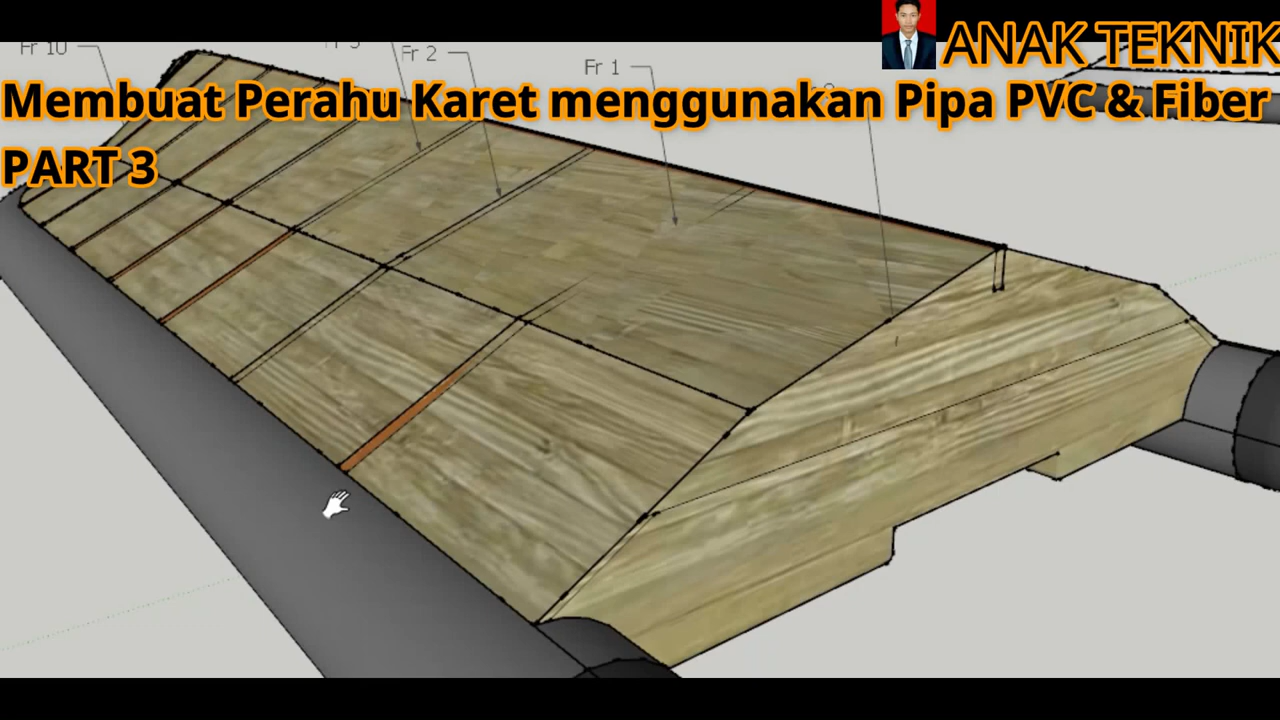 ANAK TEKNIK
Fr 10
Fr 2
Fr 1
Membuat Perahu Karet menggunakan Pipa PVC & Fiber
PART 3